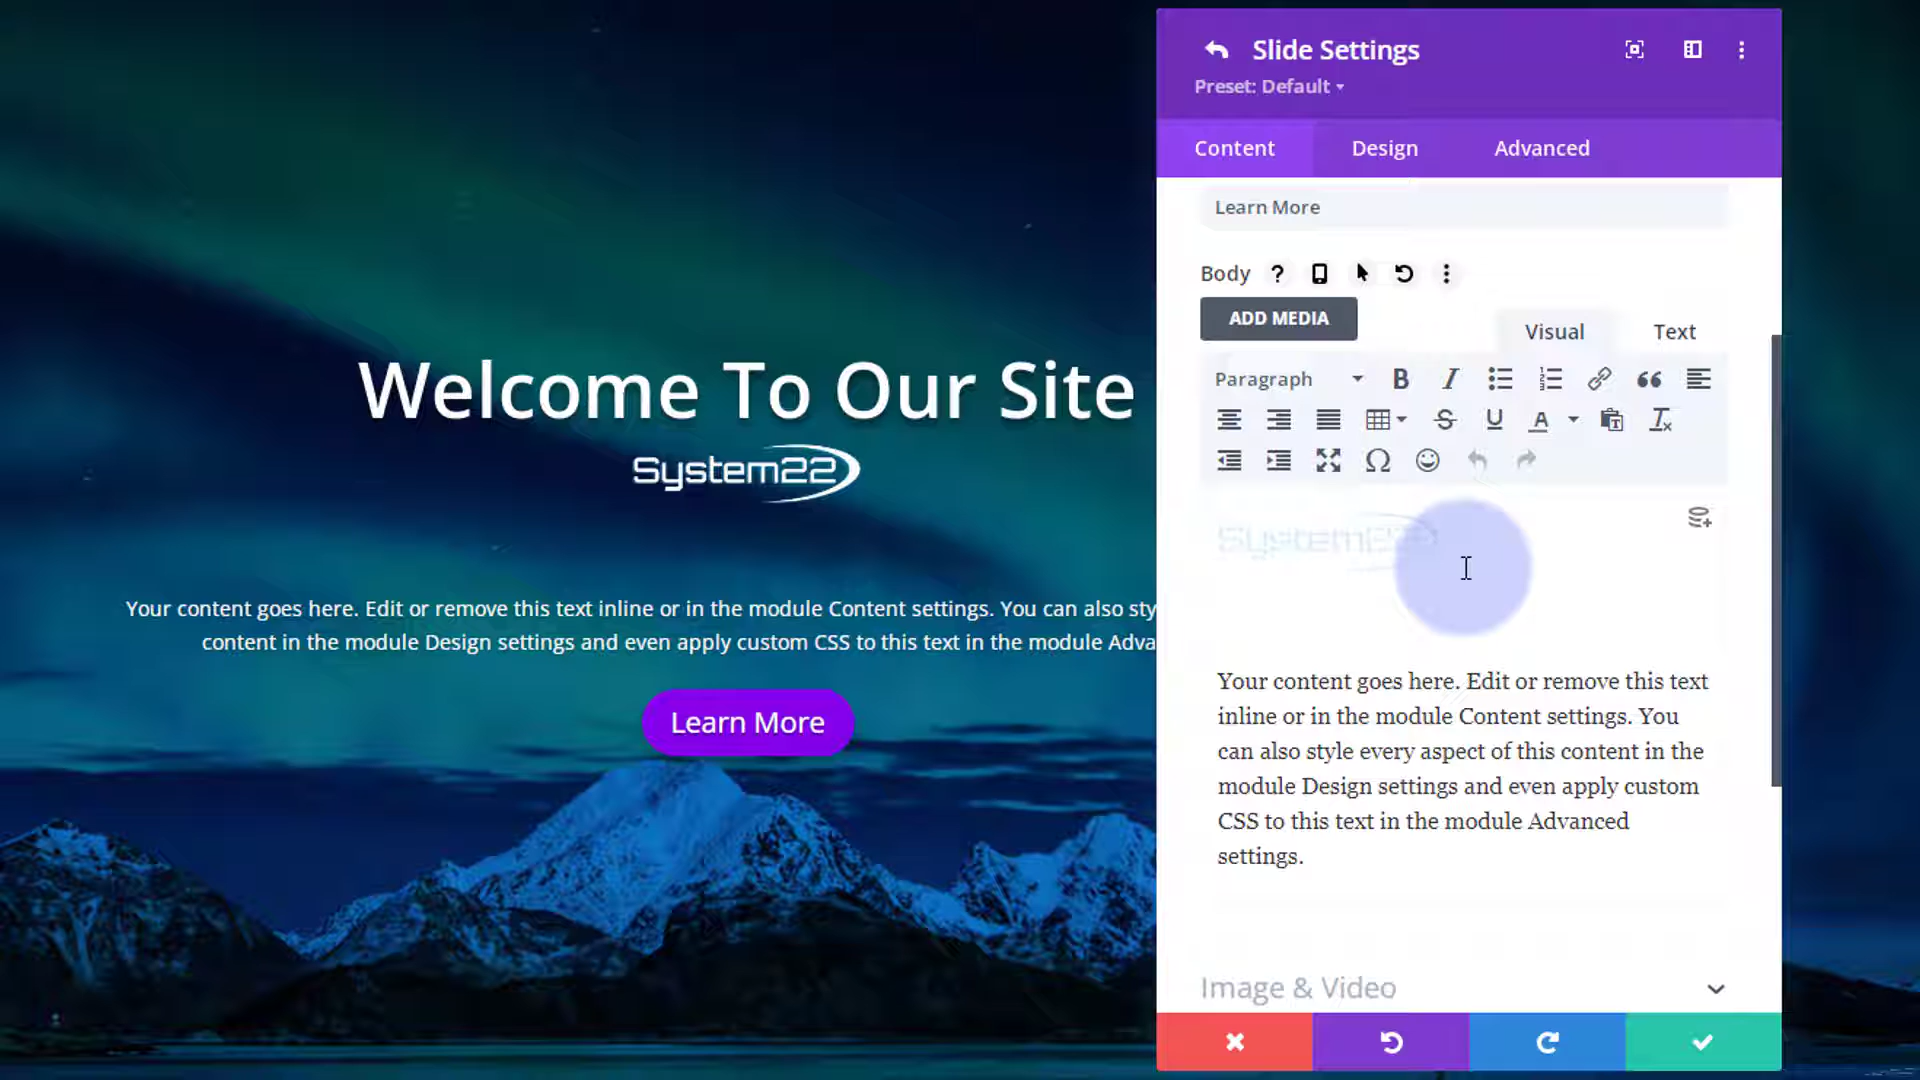 Welcome To Our Site
System22
Your content goes here. Edit or remove this text inline or in the module Content settings. You can also sty
content in the module Design settings and even apply custom CSS to this text in the module Adva
Learn More
Slide Settings
Preset: Default
Content
Design
Advanced
Learn More
Body
ADD MEDIA
Visual
Text
Paragraph
System22
Your content goes here. Edit or remove this text
inline or in the module Content settings. You
can also style every aspect of this content in the
module Design settings and even apply custom
CSS to this text in the module Advanced
settings.
Image & Video